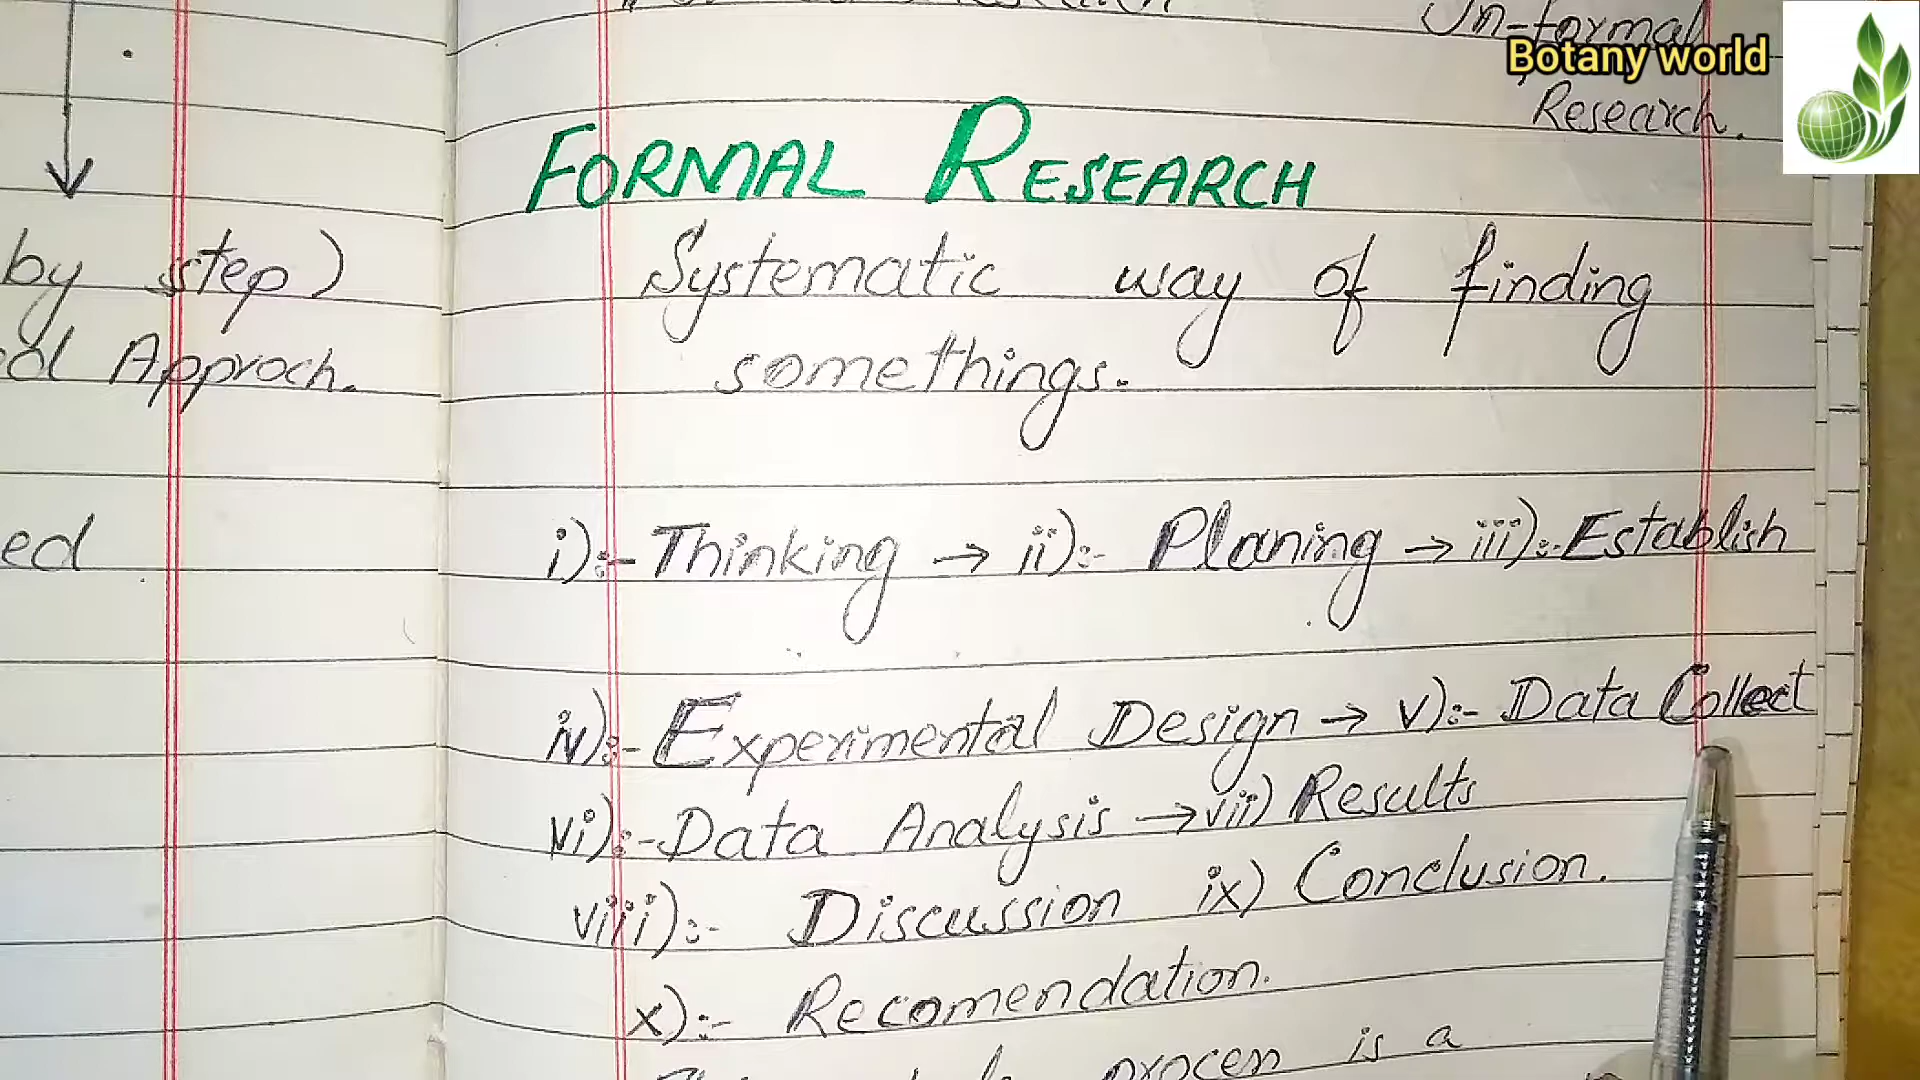 Un-formal
Botany world
Research.
FORMAL RESEARCH
by step)
Systematic way of finding
Approch.
somethings.
ed
i):- Thinking → ii):- Planing → iii):- Establish
iv):- Experimental Design → v):- Data Collect
vi):- Data Analysis → vii) Results
viii):- Discussion ix) Conclusion.
x):- Recomendation.
process is a